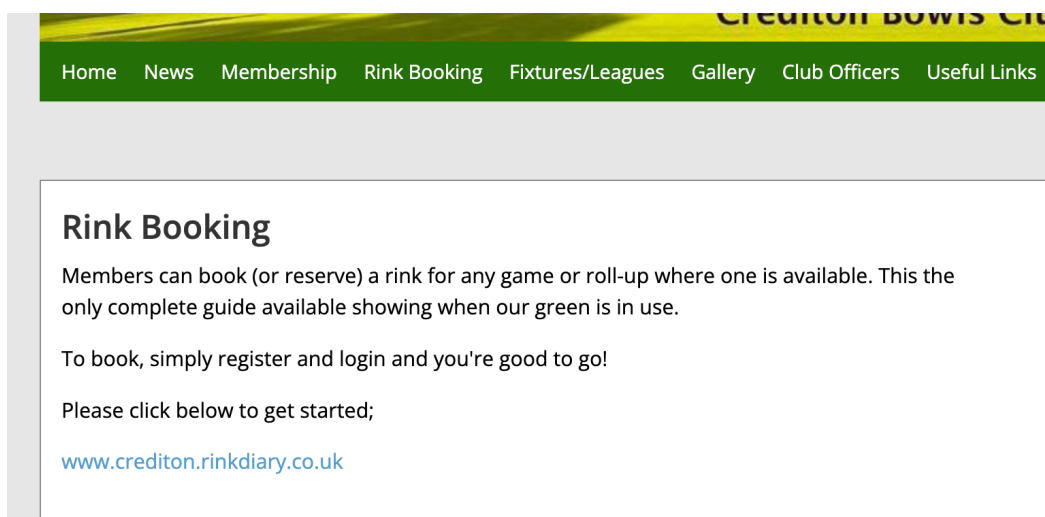 Crediton Bowls Cl
Home News Membership Rink Booking Fixtures/Leagues Gallery Club Officers Useful Links
Rink Booking
Members can book (or reserve) a rink for any game or roll-up where one is available. This the
only complete guide available showing when our green is in use.
To book, simply register and login and you're good to go!
Please click below to get started;
www.crediton.rinkdiary.co.uk